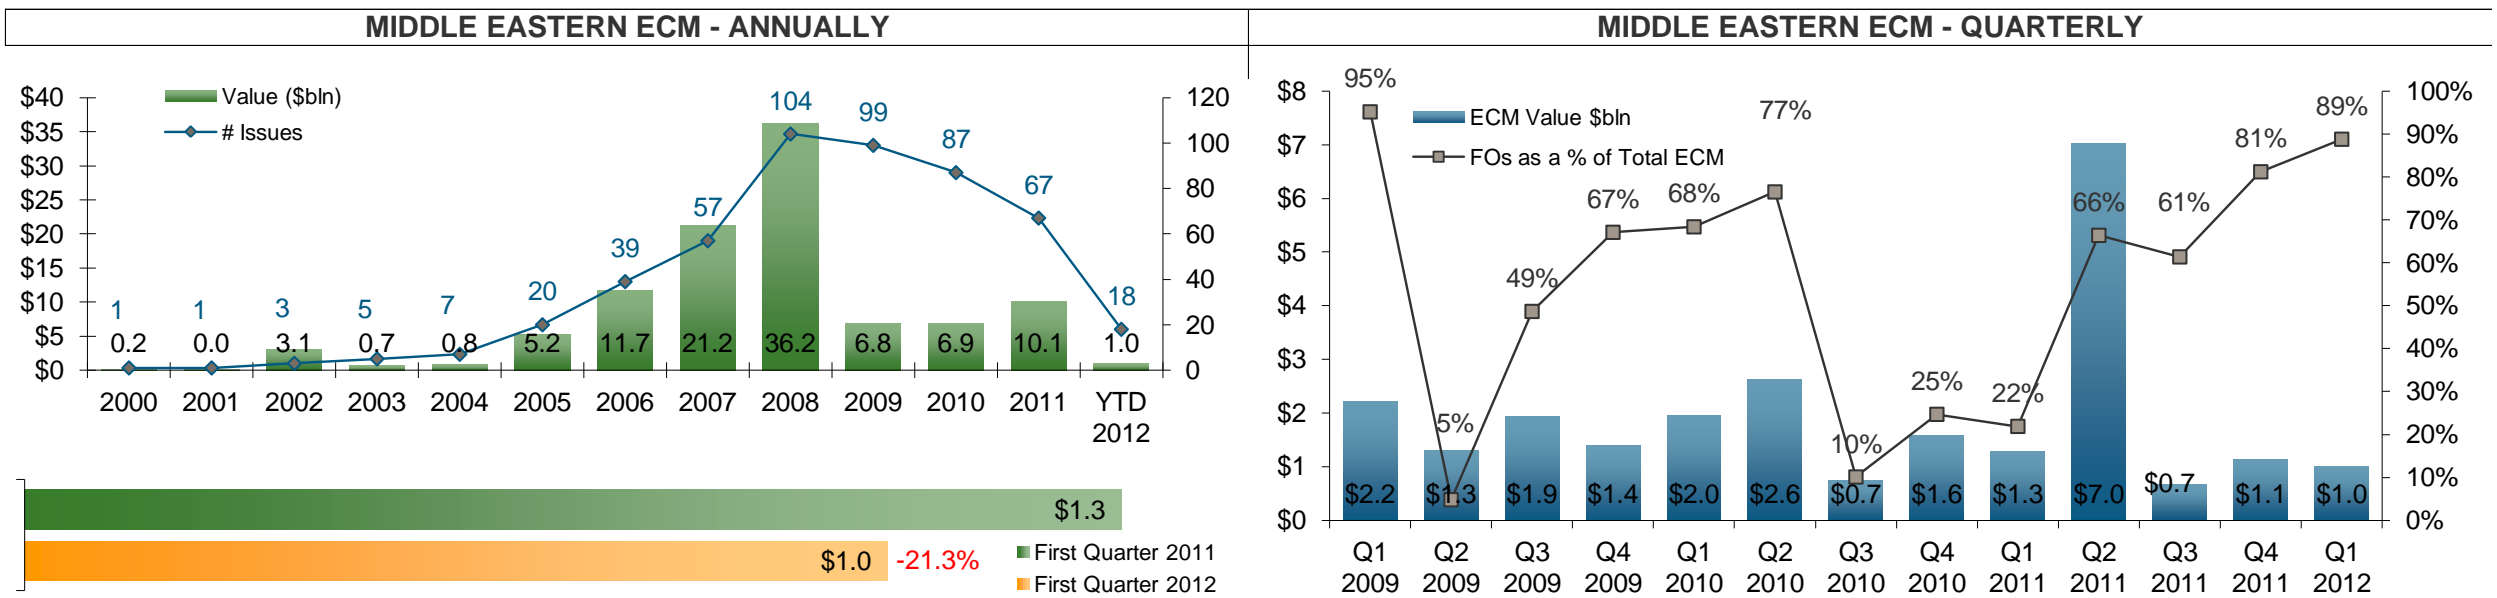 MIDDLE EASTERN ECM - ANNUALLY
Value ($bln)
# Issues
$40
$35
$30
$25
$20
$15
$10
$5
$0
120
100
80
60
40
20
0
1 1 3 5 7 20 39 57 104 99 87 67 18
0.2 0.0 3.1 0.7 0.8 5.2 11.7 21.2 36.2 6.8 6.9 10.1 1.0
2000 2001 2002 2003 2004 2005 2006 2007 2008 2009 2010 2011 YTD
2012
$1.3
$1.0 -21.3%
First Quarter 2011
First Quarter 2012
MIDDLE EASTERN ECM - QUARTERLY
ECM Value $bln
FOs as a % of Total ECM
$8
$7
$6
$5
$4
$3
$2
$1
$0
100%
90%
80%
70%
60%
50%
40%
30%
20%
10%
0%
95% 5% 49% 67% 68% 77% 10% 25% 22% 66% 61% 81% 89%
$2.2 $1.3 $1.9 $1.4 $2.0 $2.6 $0.7 $1.6 $1.3 $7.0 $0.7 $1.1 $1.0
Q1 Q2 Q3 Q4 Q1 Q2 Q3 Q4 Q1 Q2 Q3 Q4 Q1
2009 2009 2009 2009 2010 2010 2010 2010 2011 2011 2011 2011 2012